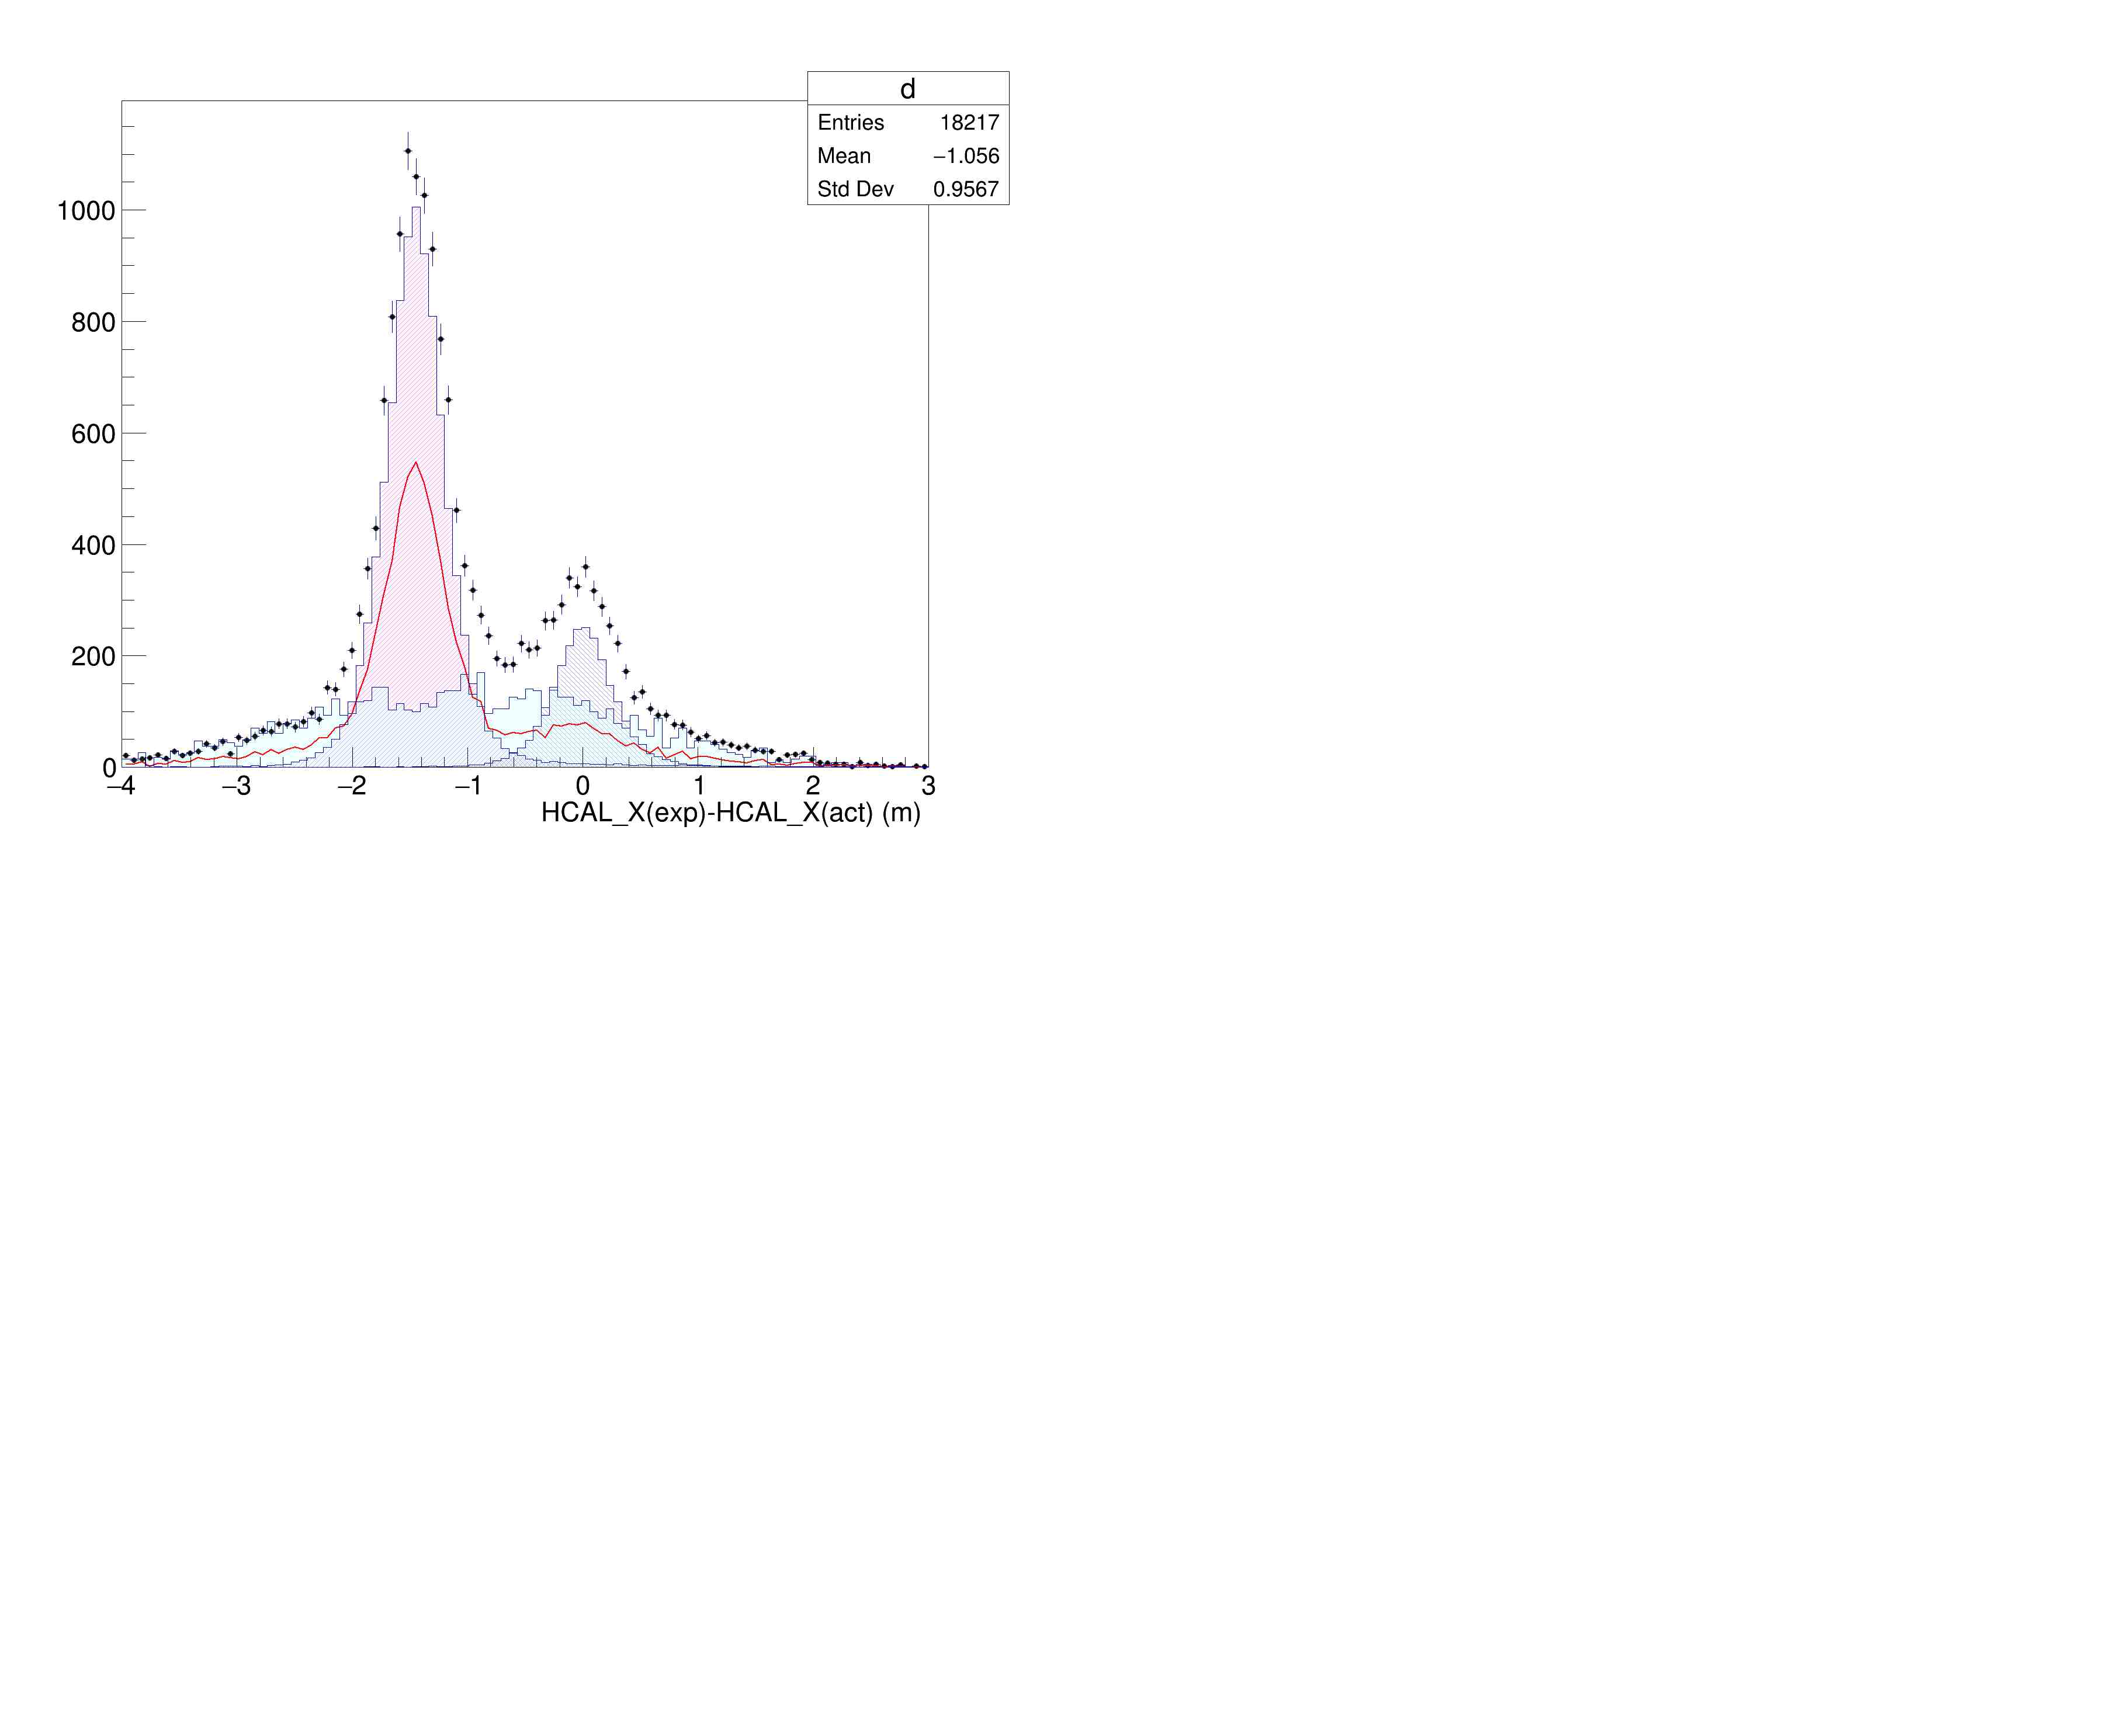 d
Entries 18217
Mean −1.056
Std Dev 0.9567
1000
800
600
400
200
0
−4 −3 −2 −1 0 1 2 3
HCAL_X(exp)-HCAL_X(act) (m)